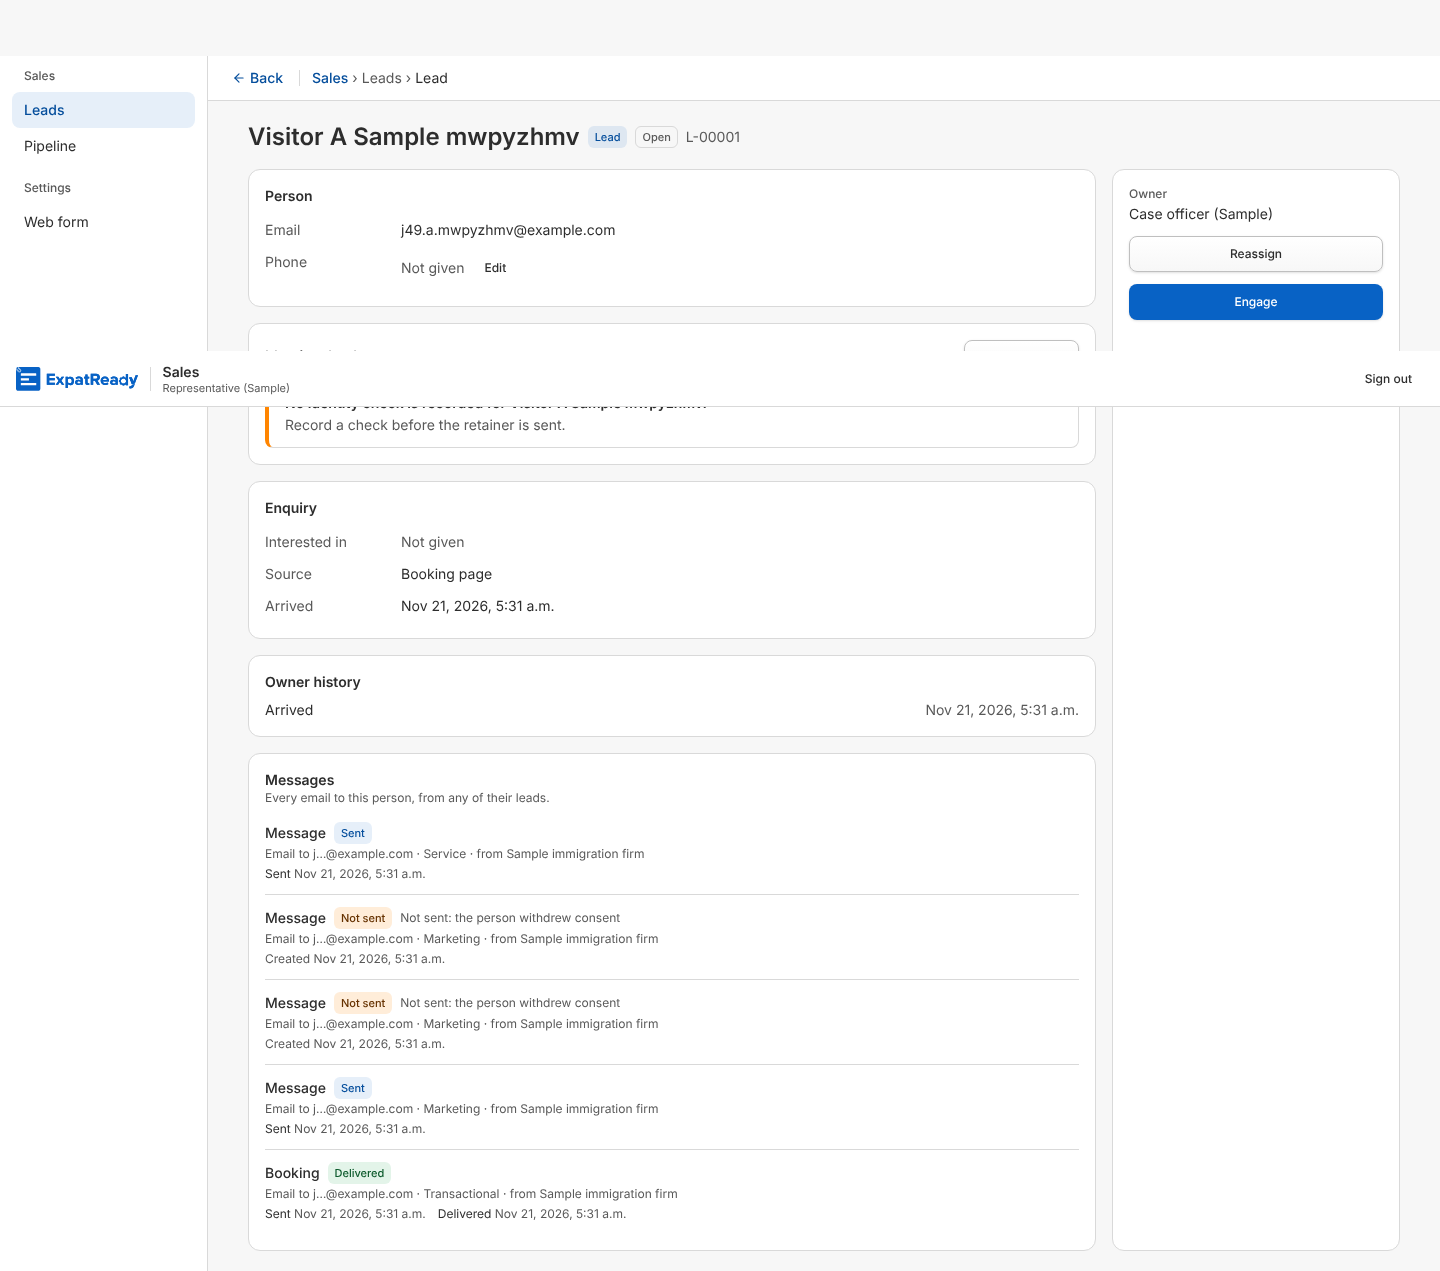 Sales
Leads
Pipeline
Settings
Web form
Back
Sales › Leads › Lead
Visitor A Sample mwpyzhmv Lead Open L-00001
Person
Email j49.a.mwpyzhmv@example.com
Phone Not given Edit
Owner
Case officer (Sample)
Reassign
Engage
ExpatReady
Sales
Representative (Sample)
Sign out
Record a check before the retainer is sent.
Enquiry
Interested in Not given
Source Booking page
Arrived Nov 21, 2026, 5:31 a.m.
Owner history
Arrived Nov 21, 2026, 5:31 a.m.
Messages
Every email to this person, from any of their leads.
Message Sent
Email to j…@example.com · Service · from Sample immigration firm
Sent Nov 21, 2026, 5:31 a.m.
Message Not sent Not sent: the person withdrew consent
Email to j…@example.com · Marketing · from Sample immigration firm
Created Nov 21, 2026, 5:31 a.m.
Message Not sent Not sent: the person withdrew consent
Email to j…@example.com · Marketing · from Sample immigration firm
Created Nov 21, 2026, 5:31 a.m.
Message Sent
Email to j…@example.com · Marketing · from Sample immigration firm
Sent Nov 21, 2026, 5:31 a.m.
Booking Delivered
Email to j…@example.com · Transactional · from Sample immigration firm
Sent Nov 21, 2026, 5:31 a.m. Delivered Nov 21, 2026, 5:31 a.m.